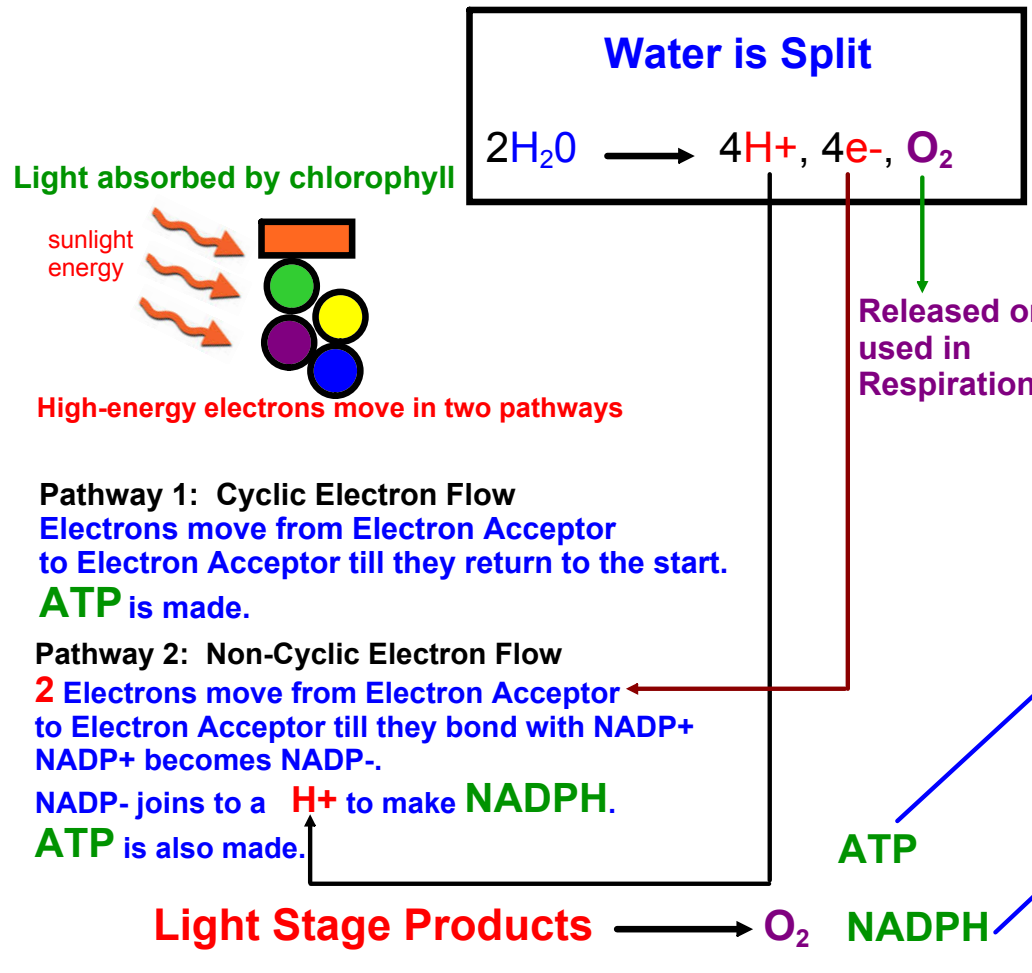 Water is Split
2H₂0 4H+, 4e-, O₂
Light absorbed by chlorophyll
sunlight
energy
Released or
used in
Respiration
High-energy electrons move in two pathways
Pathway 1: Cyclic Electron Flow
Electrons move from Electron Acceptor
to Electron Acceptor till they return to the start.
ATP is made.
Pathway 2: Non-Cyclic Electron Flow
2 Electrons move from Electron Acceptor
to Electron Acceptor till they bond with NADP+
NADP+ becomes NADP-.
NADP- joins to a H+ to make NADPH.
ATP is also made.
ATP
Light Stage Products O₂ NADPH